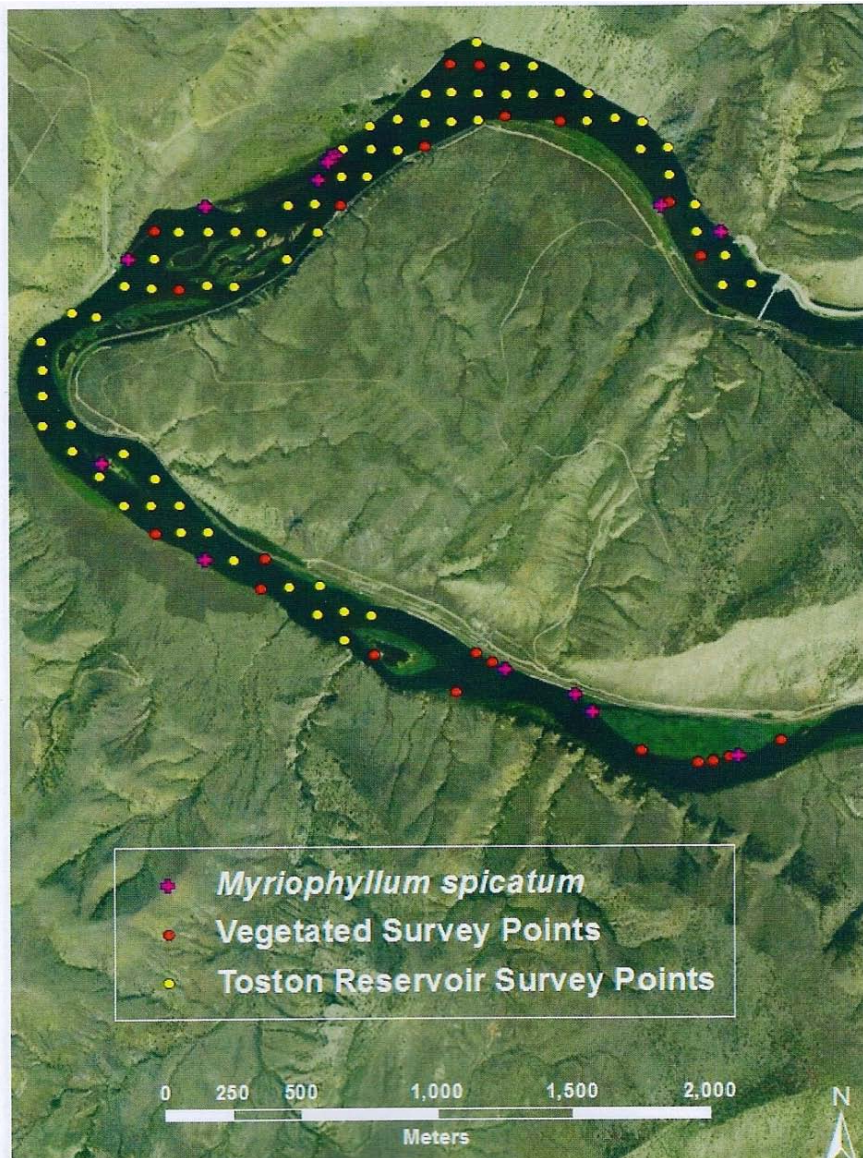 Myriophyllum spicatum
Vegetated Survey Points
Toston Reservoir Survey Points
0 250 500 1,000 1,500 2,000
Meters
N